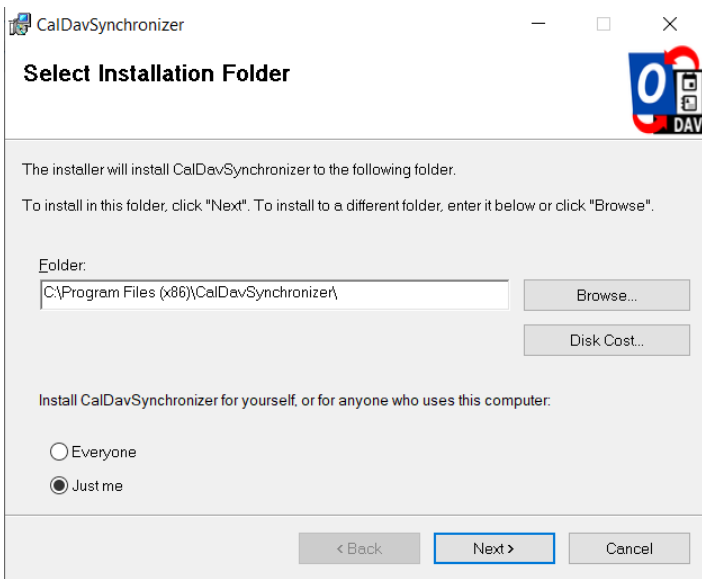 CalDavSynchronizer
Select Installation Folder
O
DAV
The installer will install CalDavSynchronizer to the following folder.
To install in this folder, click "Next". To install to a different folder, enter it below or click "Browse".
Folder:
C:\Program Files (x86)\CalDavSynchronizer\
Browse...
Disk Cost...
Install CalDavSynchronizer for yourself, or for anyone who uses this computer:
Everyone
Just me
< Back
Next >
Cancel